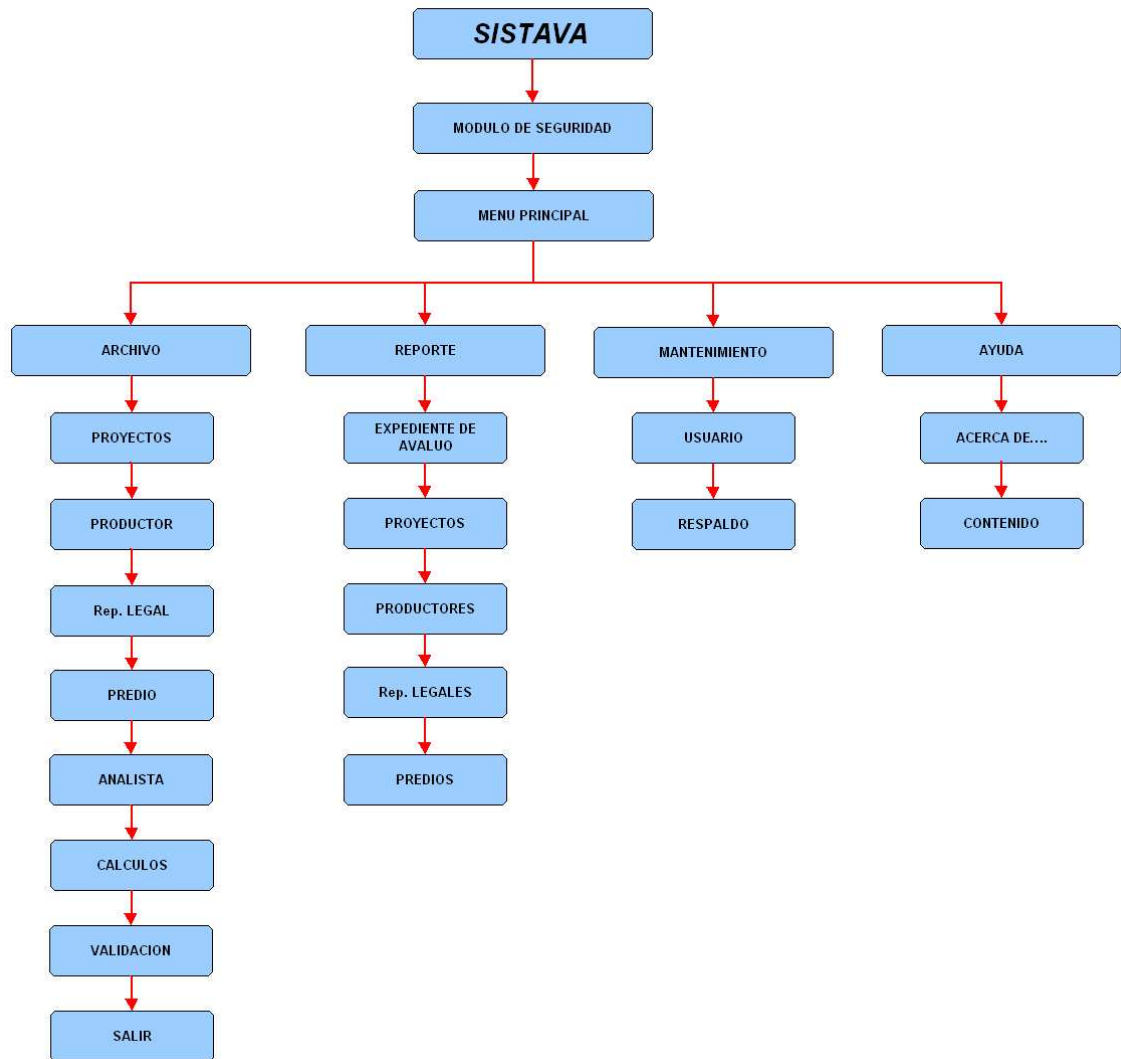 SISTAVA
MODULO DE SEGURIDAD
MENU PRINCIPAL
ARCHIVO
REPORTE
MANTENIMIENTO
AYUDA
PROYECTOS
PRODUCTOR
Rep. LEGAL
PREDIO
ANALISTA
CALCULOS
VALIDACION
SALIR
EXPEDIENTE DE
AVALUO
PROYECTOS
PRODUCTORES
Rep. LEGALES
PREDIOS
USUARIO
RESPALDO
ACERCA DE....
CONTENIDO